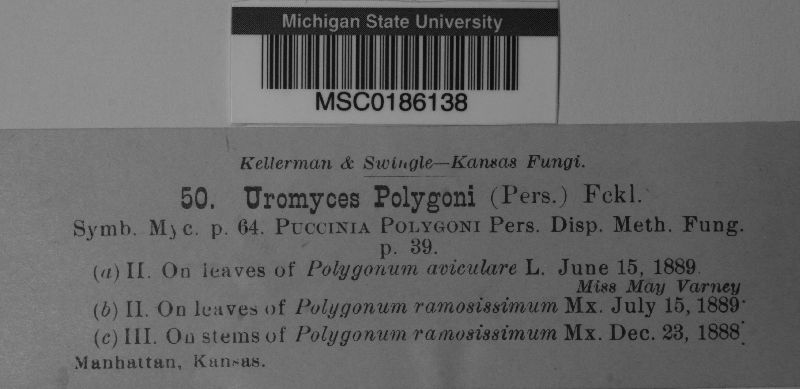 Michigan State University
MSC0186138
Kellerman & Swingle—Kansas Fungi.
50. Uromyces Polygoni (Pers.) Fckl.
Symb. Myc. p. 64. PUCCINIA POLYGONI Pers. Disp. Meth. Fung.
p. 39.
(a) II. On leaves of Polygonum aviculare L. June 15, 1889.
Miss May Varney
(b) II. On leaves of Polygonum ramosissimum Mx. July 15, 1889.
(c) III. On stems of Polygonum ramosissimum Mx. Dec. 23, 1888.
Manhattan, Kansas.